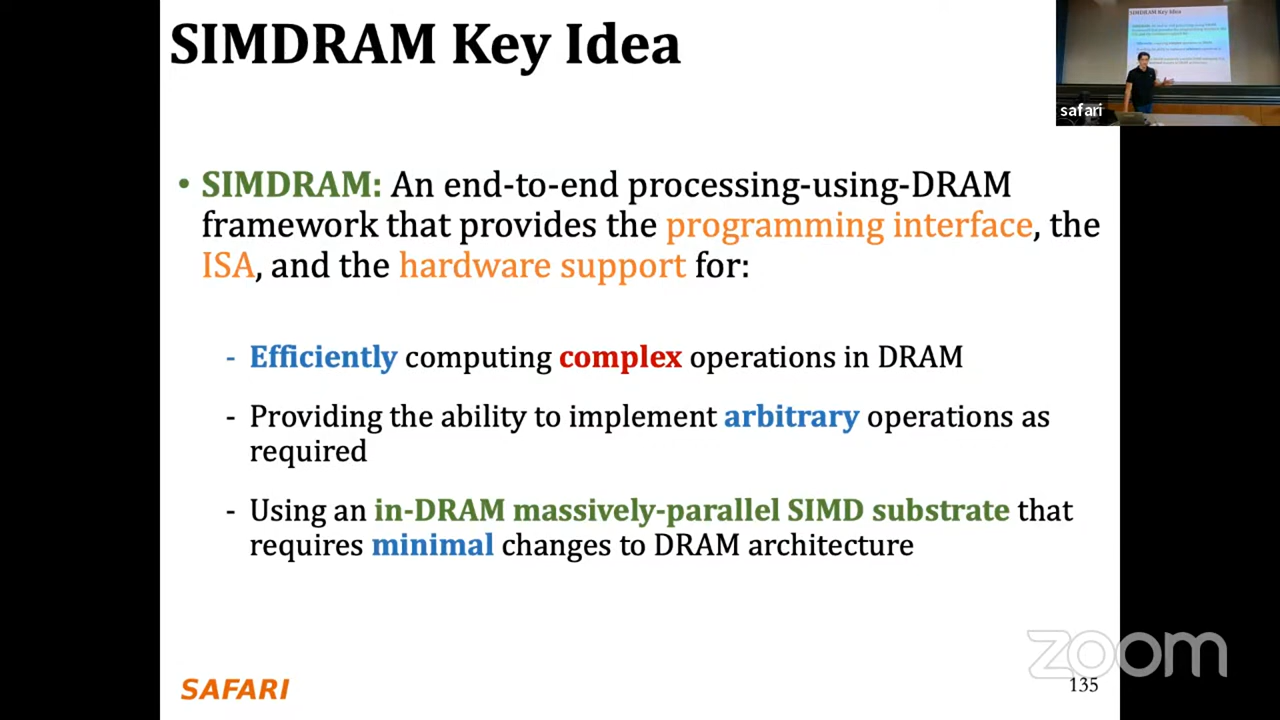 SIMDRAM Key Idea
safari
• SIMDRAM: An end-to-end processing-using-DRAM
framework that provides the programming interface, the
ISA, and the hardware support for:
- Efficiently computing complex operations in DRAM
- Providing the ability to implement arbitrary operations as
required
- Using an in-DRAM massively-parallel SIMD substrate that
requires minimal changes to DRAM architecture
zoom
SAFARI
135